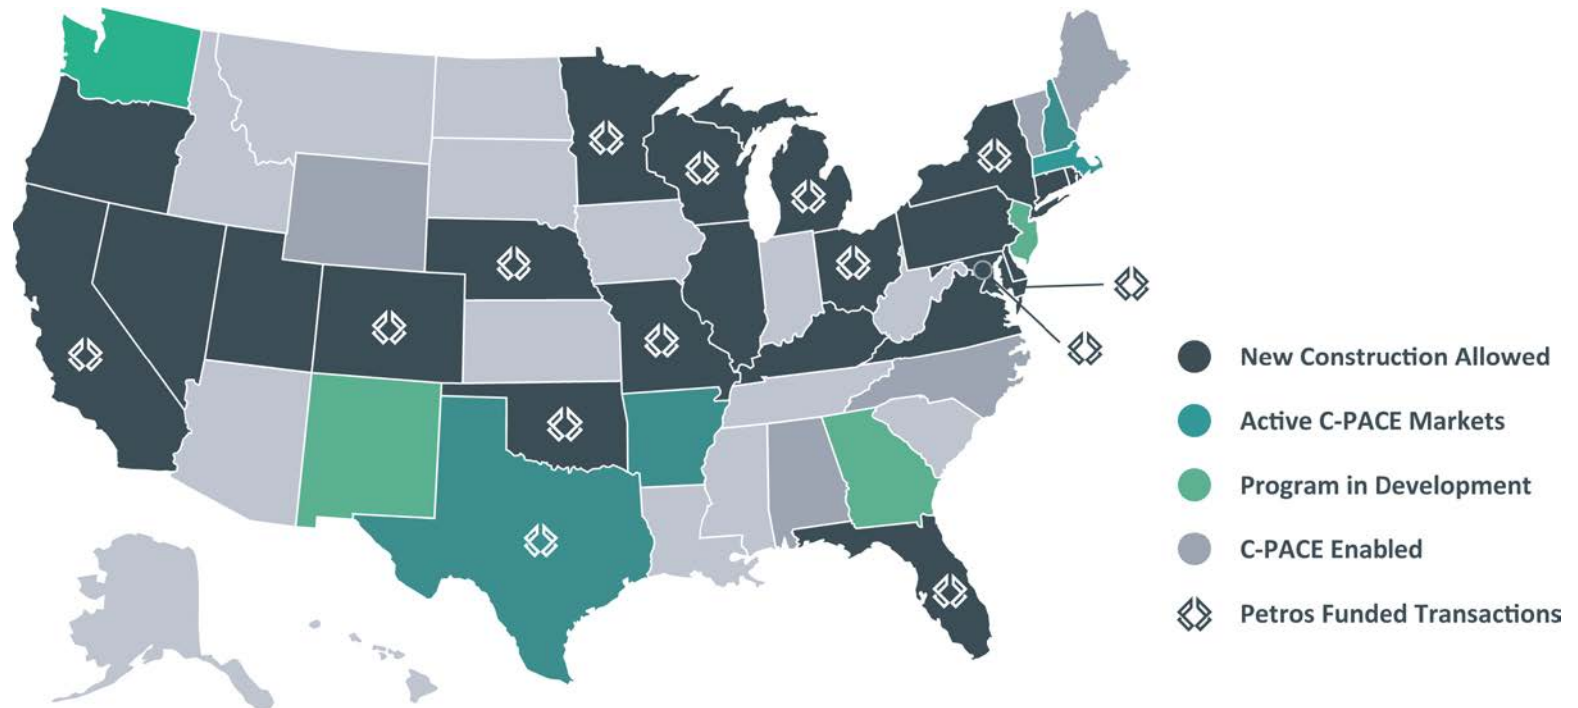 New Construction Allowed
Active C-PACE Markets
Program in Development
C-PACE Enabled
Petros Funded Transactions